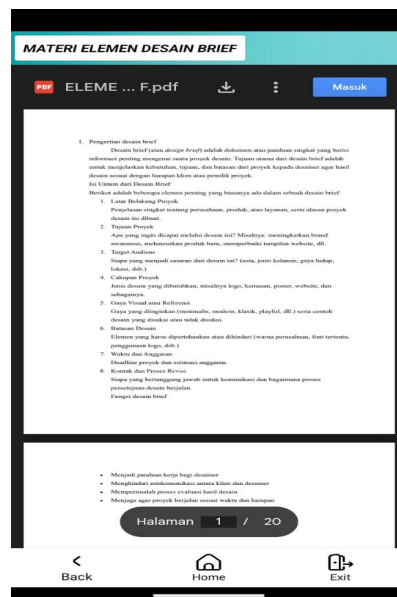 MATERI ELEMEN DESAIN BRIEF
PDF ELEME ... F.pdf Masuk
1. Pengertian desain brief
Desain brief (atau design brief) adalah dokumen atau panduan singkat yang berisi
informasi penting mengenai suatu proyek desain. Tujuan utama dari desain brief adalah
untuk menjelaskan kebutuhan, tujuan, dan batasan dari proyek kepada desainer agar hasil
desain sesuai dengan harapan klien atau pemilik proyek.
Isi Umum dari Desain Brief
Berikut adalah beberapa elemen penting yang biasanya ada dalam sebuah desain brief:
1. Latar Belakang Proyek
Penjelasan singkat tentang perusahaan, produk, atau layanan, serta alasan proyek
desain ini dibuat.
2. Tujuan Proyek
Apa yang ingin dicapai melalui desain ini? Misalnya: meningkatkan brand
awareness, meluncurkan produk baru, memperbaiki tampilan website, dll.
3. Target Audiens
Siapa yang menjadi sasaran dari desain ini? (usia, jenis kelamin, gaya hidup,
lokasi, dsb.)
4. Cakupan Proyek
Jenis desain yang dibutuhkan, misalnya logo, kemasan, poster, website, dan
sebagainya.
5. Gaya Visual atau Referensi
Gaya yang diinginkan (minimalis, modern, klasik, playful, dll.) serta contoh
desain yang disukai atau tidak disukai.
6. Batasan Desain
Elemen yang harus dipertahankan atau dihindari (warna perusahaan, font tertentu,
penggunaan logo, dsb.)
7. Waktu dan Anggaran
Deadline proyek dan estimasi anggaran.
8. Kontak dan Proses Revisi
Siapa yang bertanggung jawab untuk komunikasi dan bagaimana proses
persetujuan desain berjalan.
Fungsi desain brief
• Menjadi panduan kerja bagi desainer
• Menghindari miskomunikasi antara klien dan desainer
• Mempermudah proses evaluasi hasil desain
• Menjaga agar proyek berjalan sesuai waktu dan harapan
Halaman 1 / 20
Back Home Exit